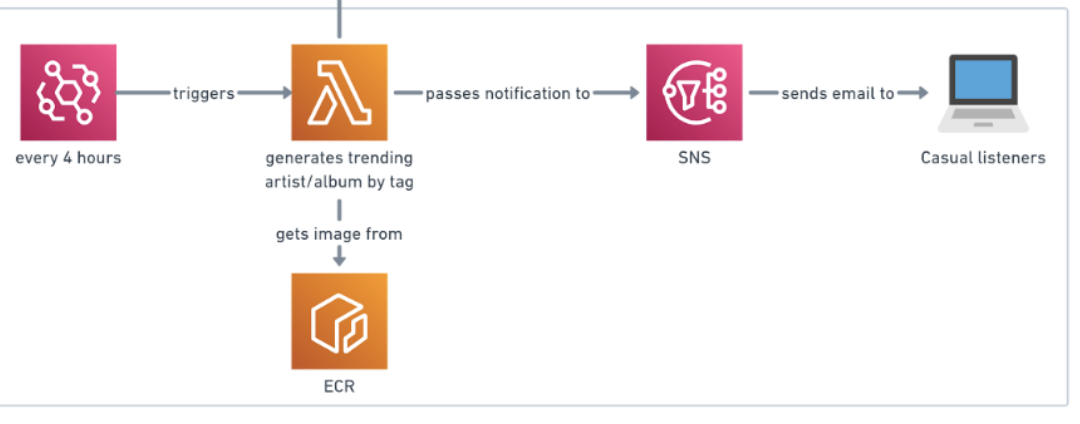 triggers
passes notification to
sends email to
every 4 hours
generates trending
artist/album by tag
SNS
Casual listeners
gets image from
ECR